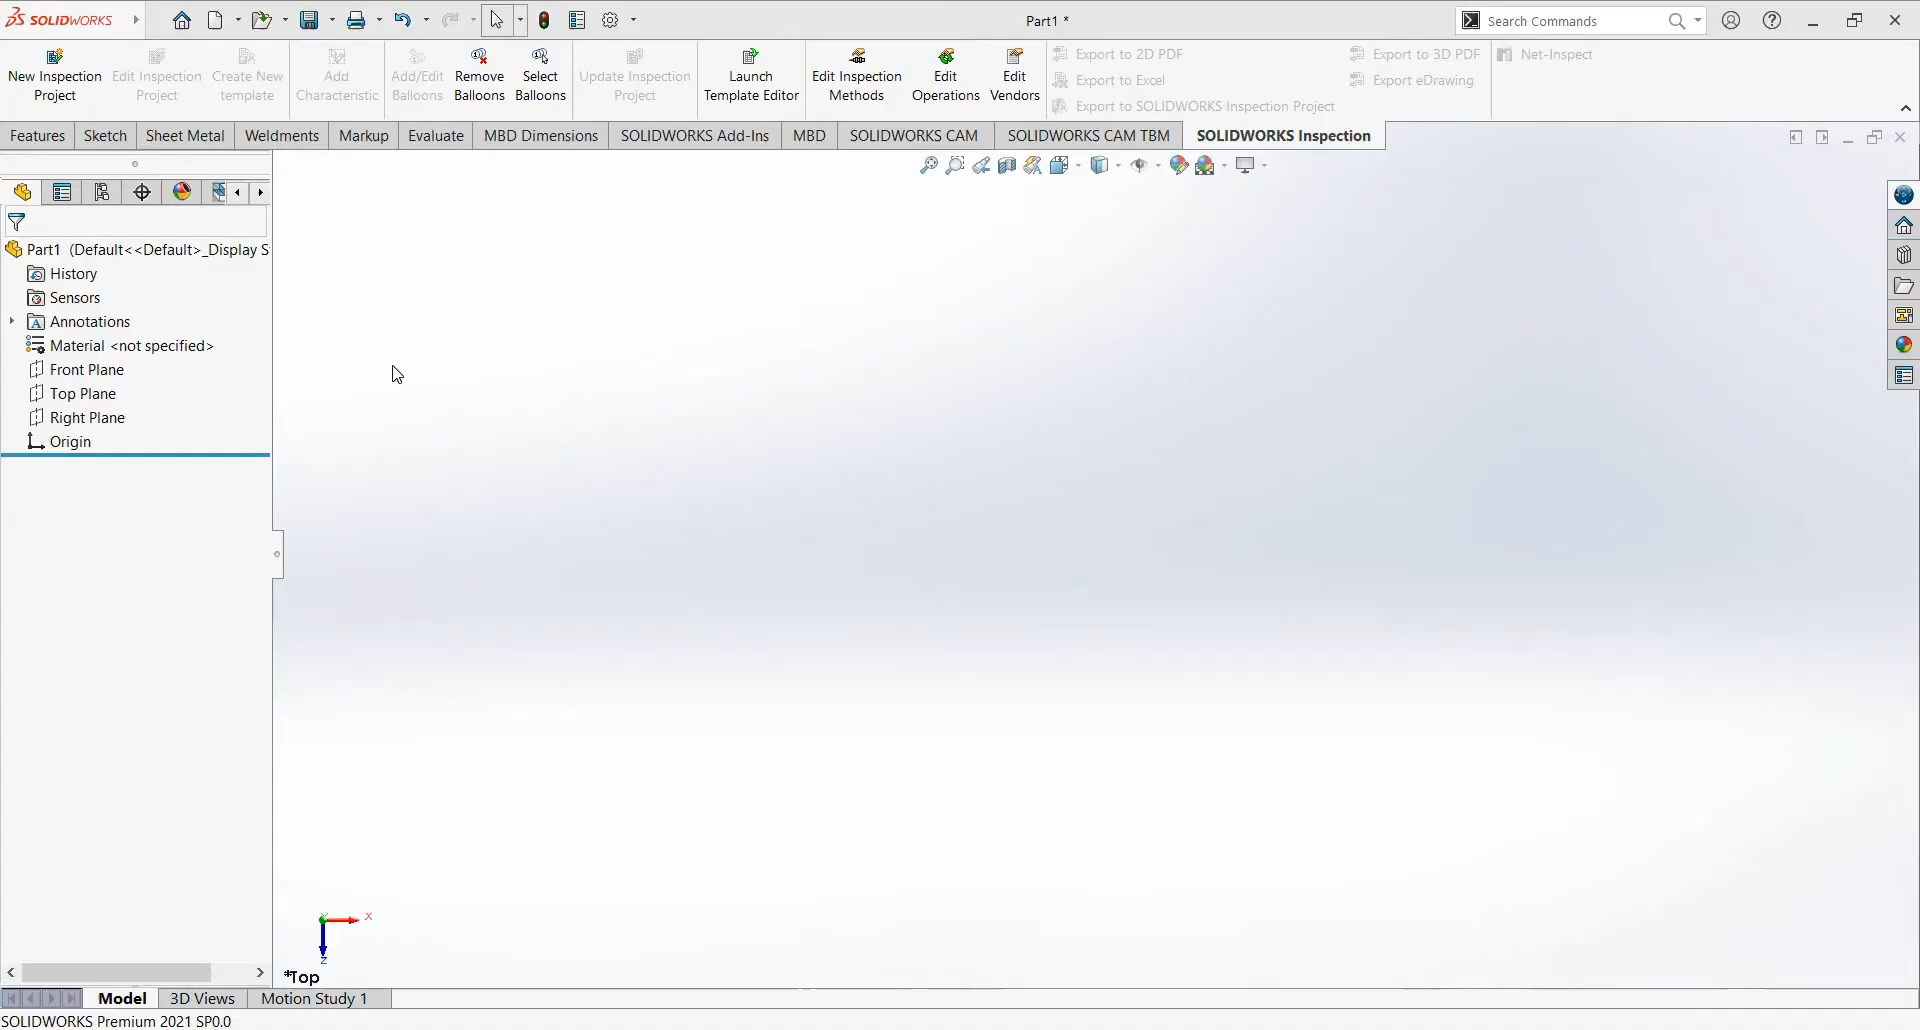 SOLIDWORKS
Part1 *
Search Commands
New Inspection
Project
Edit Inspection
Project
Create New
template
Add
Characteristic
Add/Edit
Balloons
Remove
Balloons
Select
Balloons
Update Inspection
Project
Launch
Template Editor
Edit Inspection
Methods
Edit
Operations
Edit
Vendors
Export to 2D PDF
Export to Excel
Export to SOLIDWORKS Inspection Project
Export to 3D PDF
Export eDrawing
Net-Inspect
Features
Sketch
Sheet Metal
Weldments
Markup
Evaluate
MBD Dimensions
SOLIDWORKS Add-Ins
MBD
SOLIDWORKS CAM
SOLIDWORKS CAM TBM
SOLIDWORKS Inspection
Part1 (Default<<Default>_Display S
History
Sensors
Annotations
Material <not specified>
Front Plane
Top Plane
Right Plane
Origin
X
Y
Z
*Top
Model
3D Views
Motion Study 1
SOLIDWORKS Premium 2021 SP0.0